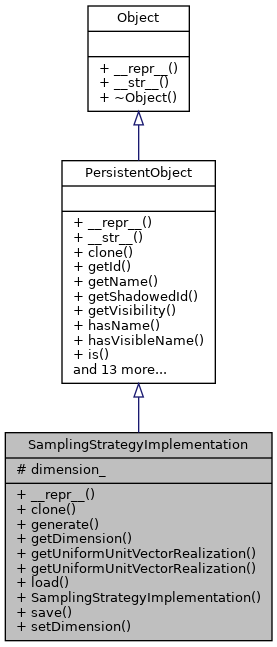 Object
+ __repr__()
+ __str__()
+ ~Object()
PersistentObject
+ __repr__()
+ __str__()
+ clone()
+ getId()
+ getName()
+ getShadowedId()
+ getVisibility()
+ hasName()
+ hasVisibleName()
+ is()
and 13 more...
SamplingStrategyImplementation
# dimension_
+ __repr__()
+ clone()
+ generate()
+ getDimension()
+ getUniformUnitVectorRealization()
+ getUniformUnitVectorRealization()
+ load()
+ SamplingStrategyImplementation()
+ save()
+ setDimension()